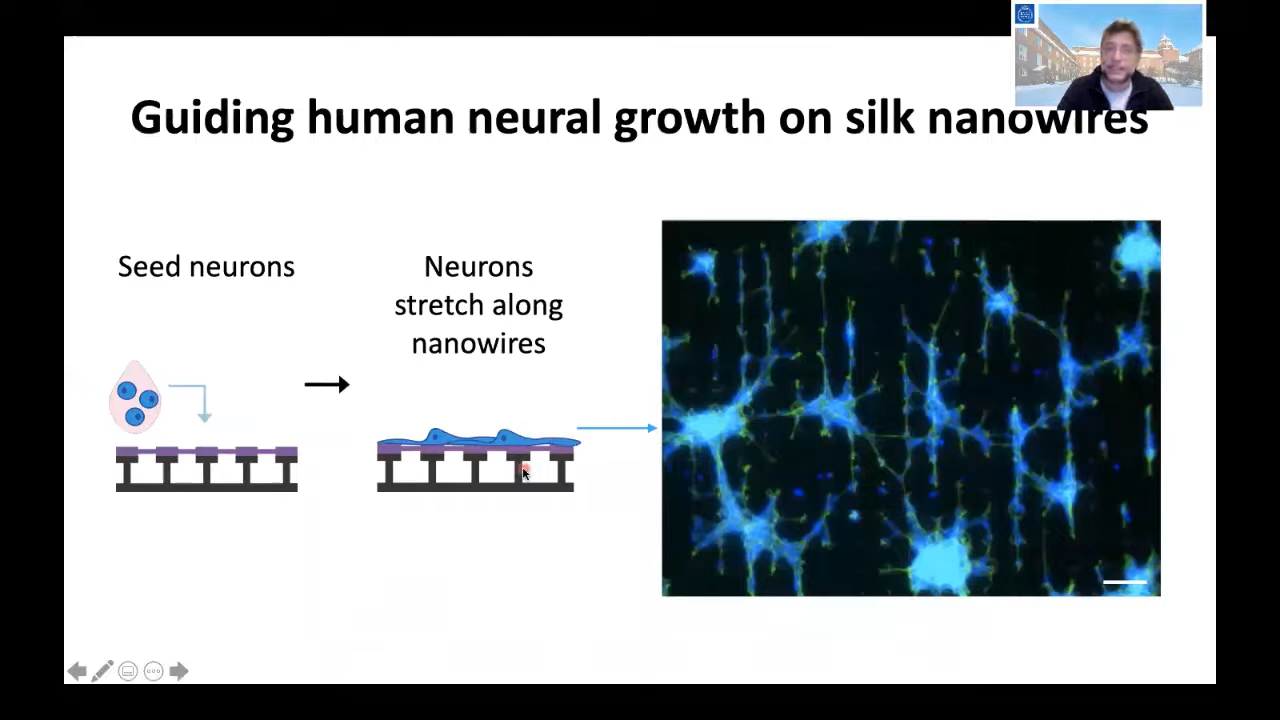 Guiding human neural growth on silk nanowires
Seed neurons
Neurons
stretch along
nanowires